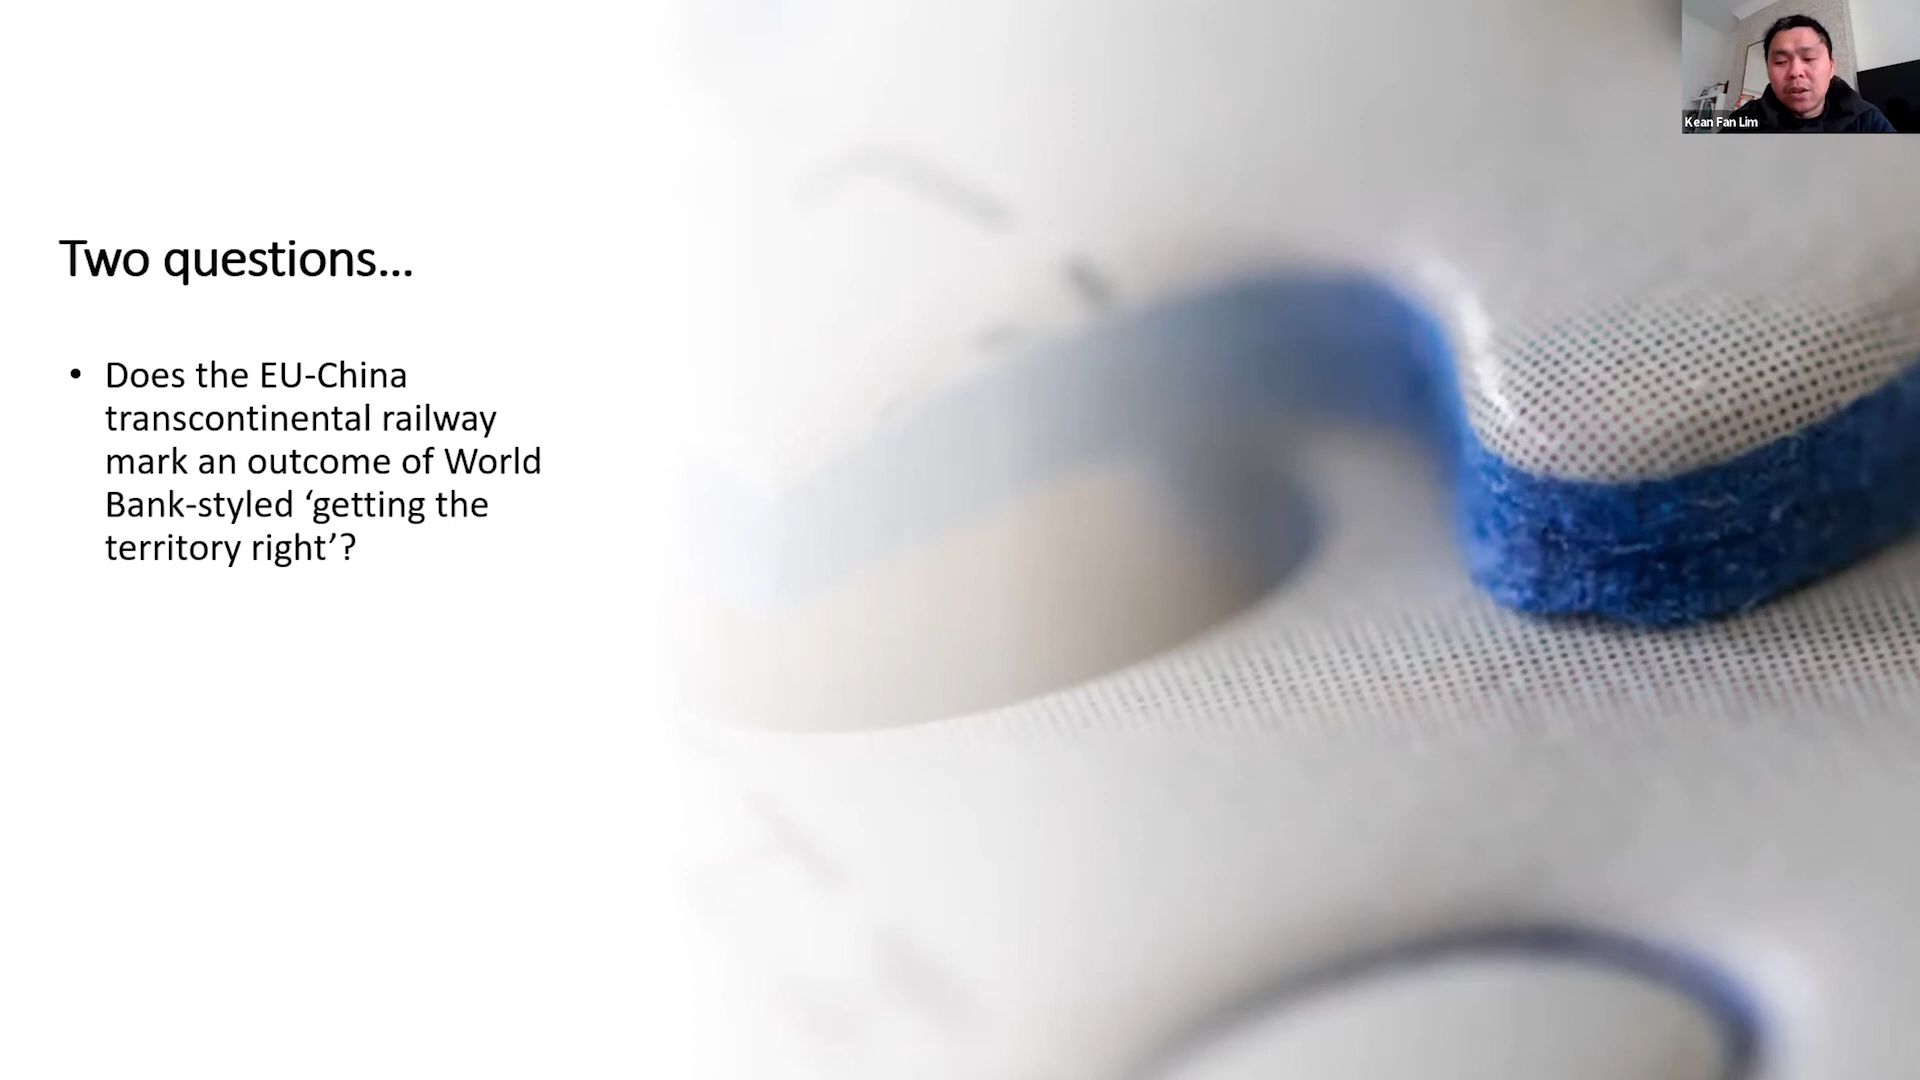 Kean Fan Lim
Two questions...
• Does the EU-China
transcontinental railway
mark an outcome of World
Bank-styled ‘getting the
territory right’?